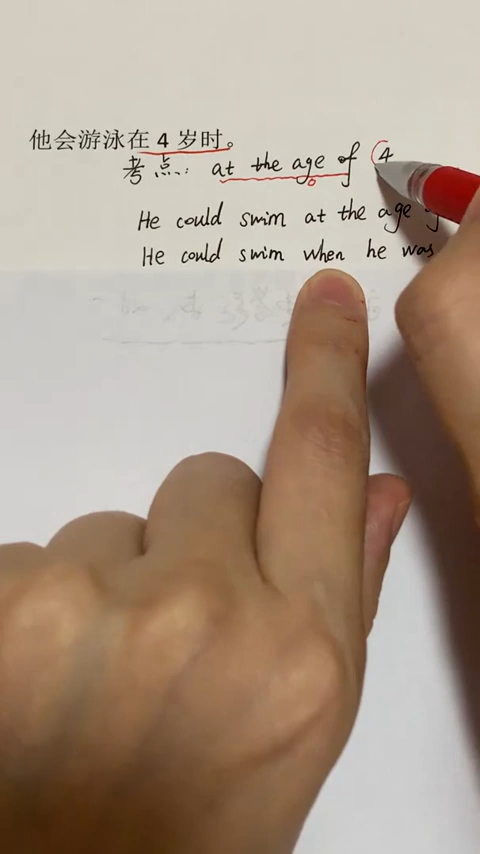 他会游泳在 4 岁时。
考点: at the age of 4
He could swim at the age
He could swim when he was